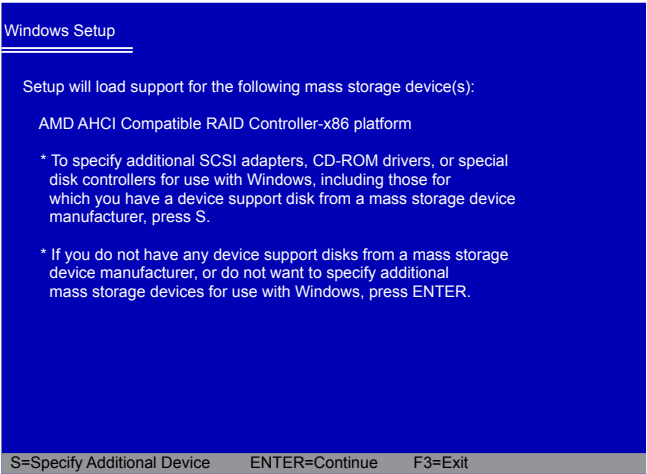 Windows Setup
Setup will load support for the following mass storage device(s):
AMD AHCI Compatible RAID Controller-x86 platform
* To specify additional SCSI adapters, CD-ROM drivers, or special
disk controllers for use with Windows, including those for
which you have a device support disk from a mass storage device
manufacturer, press S.
* If you do not have any device support disks from a mass storage
device manufacturer, or do not want to specify additional
mass storage devices for use with Windows, press ENTER.
S=Specify Additional Device ENTER=Continue F3=Exit